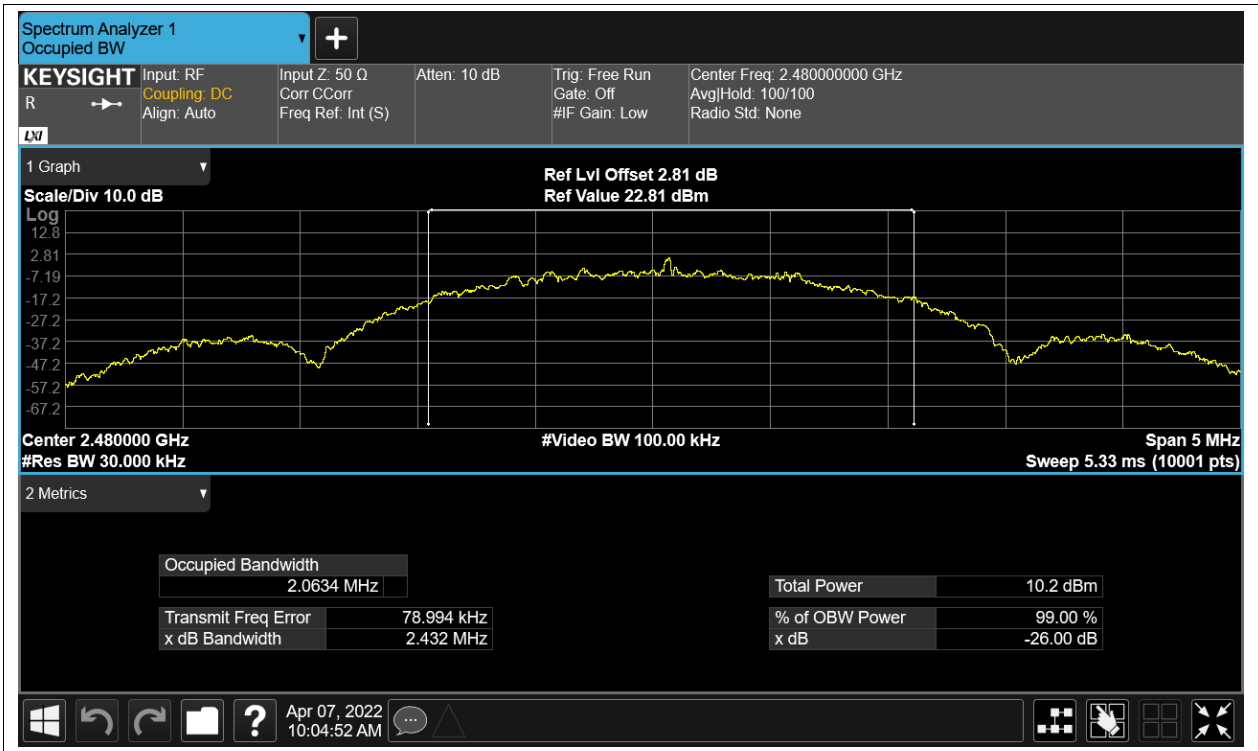 Spectrum Analyzer 1
Occupied BW
KEYSIGHT Input: RF Input Z: 50 Ω Atten: 10 dB Trig: Free Run Center Freq: 2.480000000 GHz
R Coupling: DC Corr CCorr Gate: Off Avg|Hold: 100/100
Align: Auto Freq Ref: Int (S) #IF Gain: Low Radio Std: None
LXI
1 Graph
Ref Lvl Offset 2.81 dB
Scale/Div 10.0 dB Ref Value 22.81 dBm
Log
12.8
2.81
-7.19
-17.2
-27.2
-37.2
-47.2
-57.2
-67.2
Center 2.480000 GHz #Video BW 100.00 kHz Span 5 MHz
#Res BW 30.000 kHz Sweep 5.33 ms (10001 pts)
2 Metrics
Occupied Bandwidth
2.0634 MHz Total Power 10.2 dBm
Transmit Freq Error 78.994 kHz % of OBW Power 99.00 %
x dB Bandwidth 2.432 MHz x dB -26.00 dB
? Apr 07, 2022
10:04:52 AM